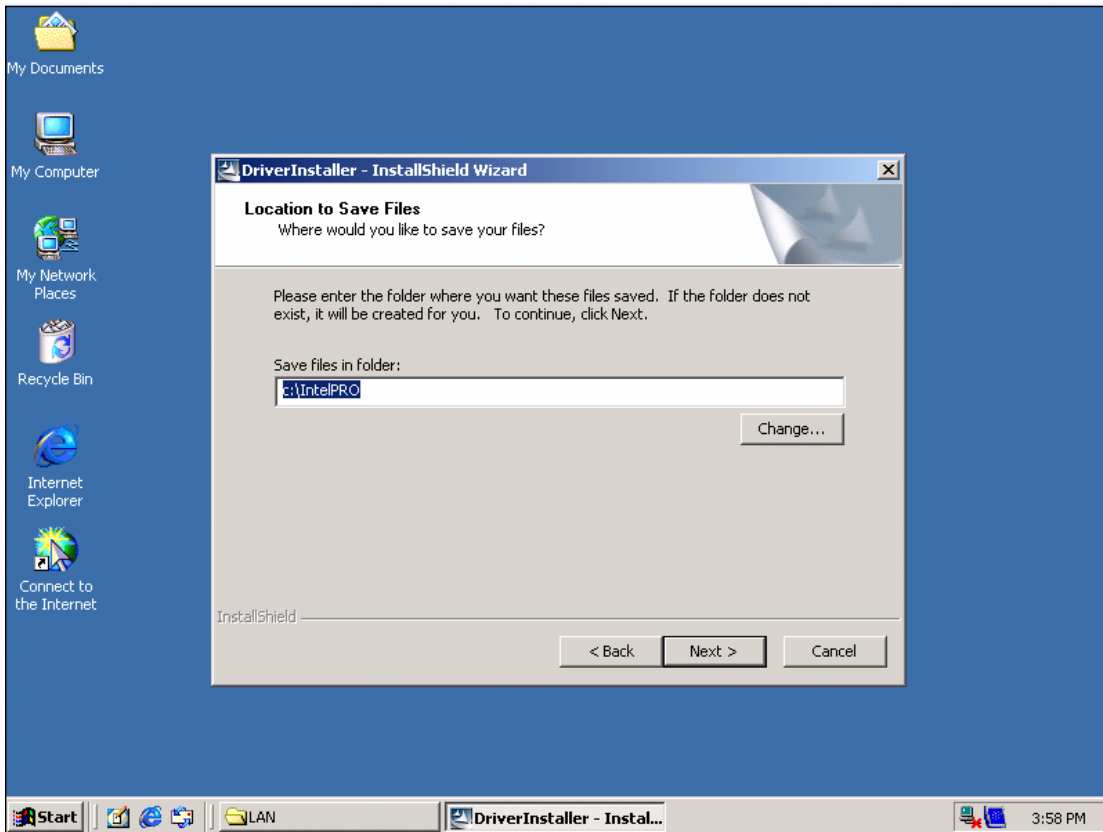 My Documents
My Computer
My Network
Places
Recycle Bin
Internet
Explorer
Connect to
the Internet
DriverInstaller - InstallShield Wizard
Location to Save Files
Where would you like to save your files?
Please enter the folder where you want these files saved.  If the folder does not
exist, it will be created for you.   To continue, click Next.
Save files in folder:
c:\IntelPRO
Change...
InstallShield
< Back
Next >
Cancel
Start
LAN
DriverInstaller - Instal...
3:58 PM